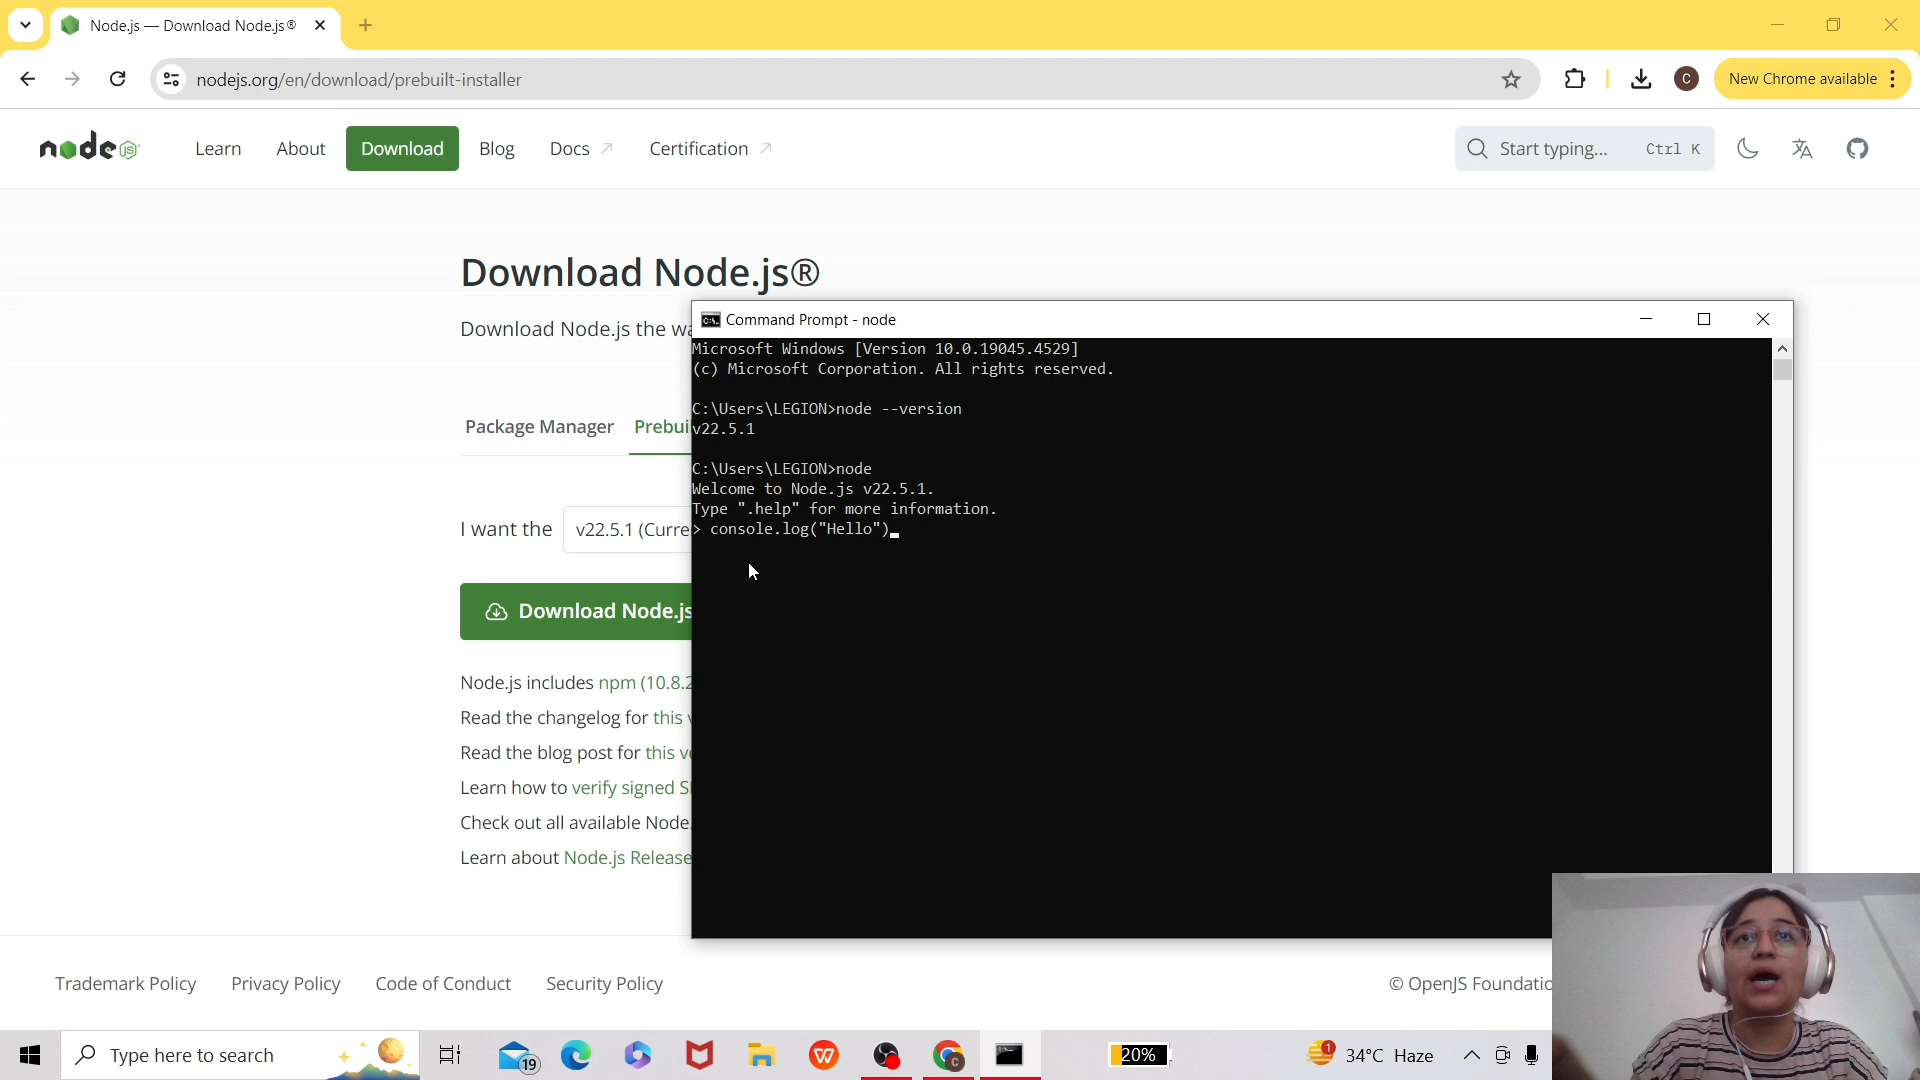 Node.js — Download Node.js®
nodejs.org/en/download/prebuilt-installer
C
New Chrome available
node JS
Learn
About
Download
Blog
Docs
Certification
Start typing...
Ctrl K
Download Node.js®
Download Node.js the wa
Package Manager
Prebui
I want the
v22.5.1 (Curre
Download Node.js
Node.js includes npm (10.8.2
Read the changelog for this v
Read the blog post for this ve
Learn how to verify signed S
Check out all available Node.
Learn about Node.js Release
Command Prompt - node
Microsoft Windows [Version 10.0.19045.4529]
(c) Microsoft Corporation. All rights reserved.
C:\Users\LEGION>node --version
v22.5.1
C:\Users\LEGION>node
Welcome to Node.js v22.5.1.
Type ".help" for more information.
> console.log("Hello")_
Trademark Policy
Privacy Policy
Code of Conduct
Security Policy
© OpenJS Foundatio
Type here to search
19
W
C
20%
1
34°C Haze